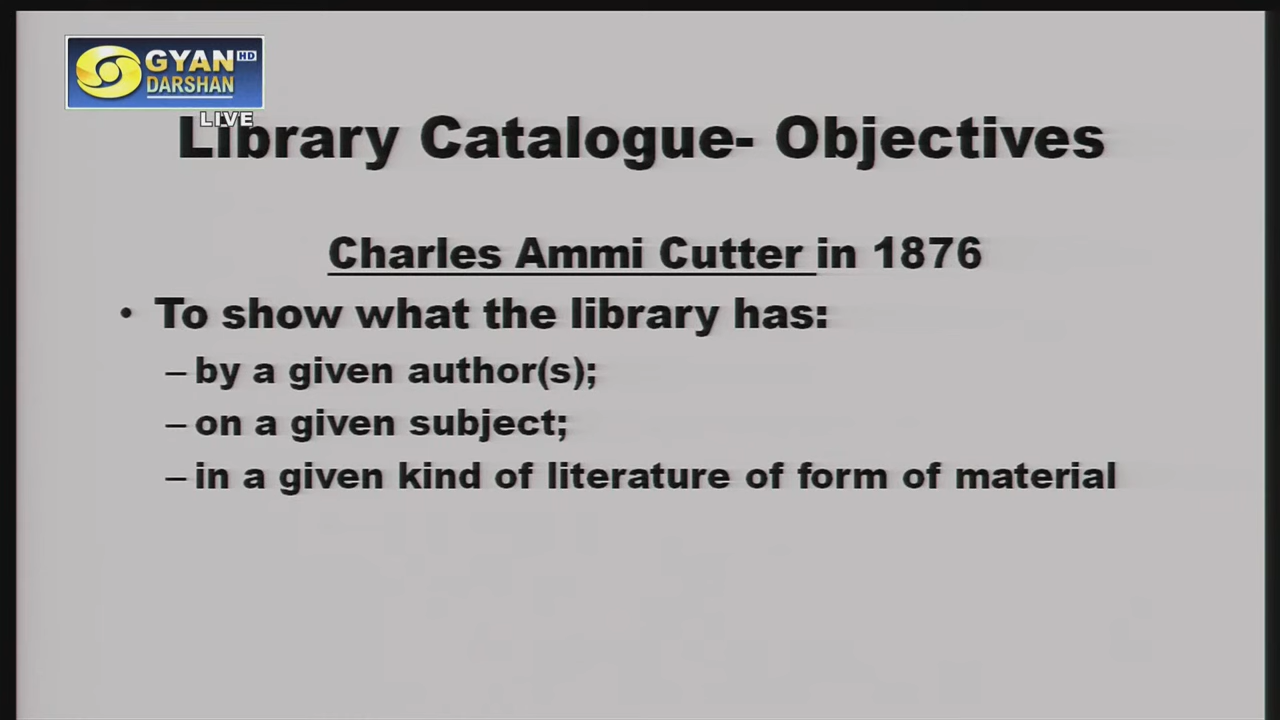 GYAN HD
DARSHAN
LIVE
Library Catalogue- Objectives
Charles Ammi Cutter in 1876
• To show what the library has:
– by a given author(s);
– on a given subject;
– in a given kind of literature of form of material